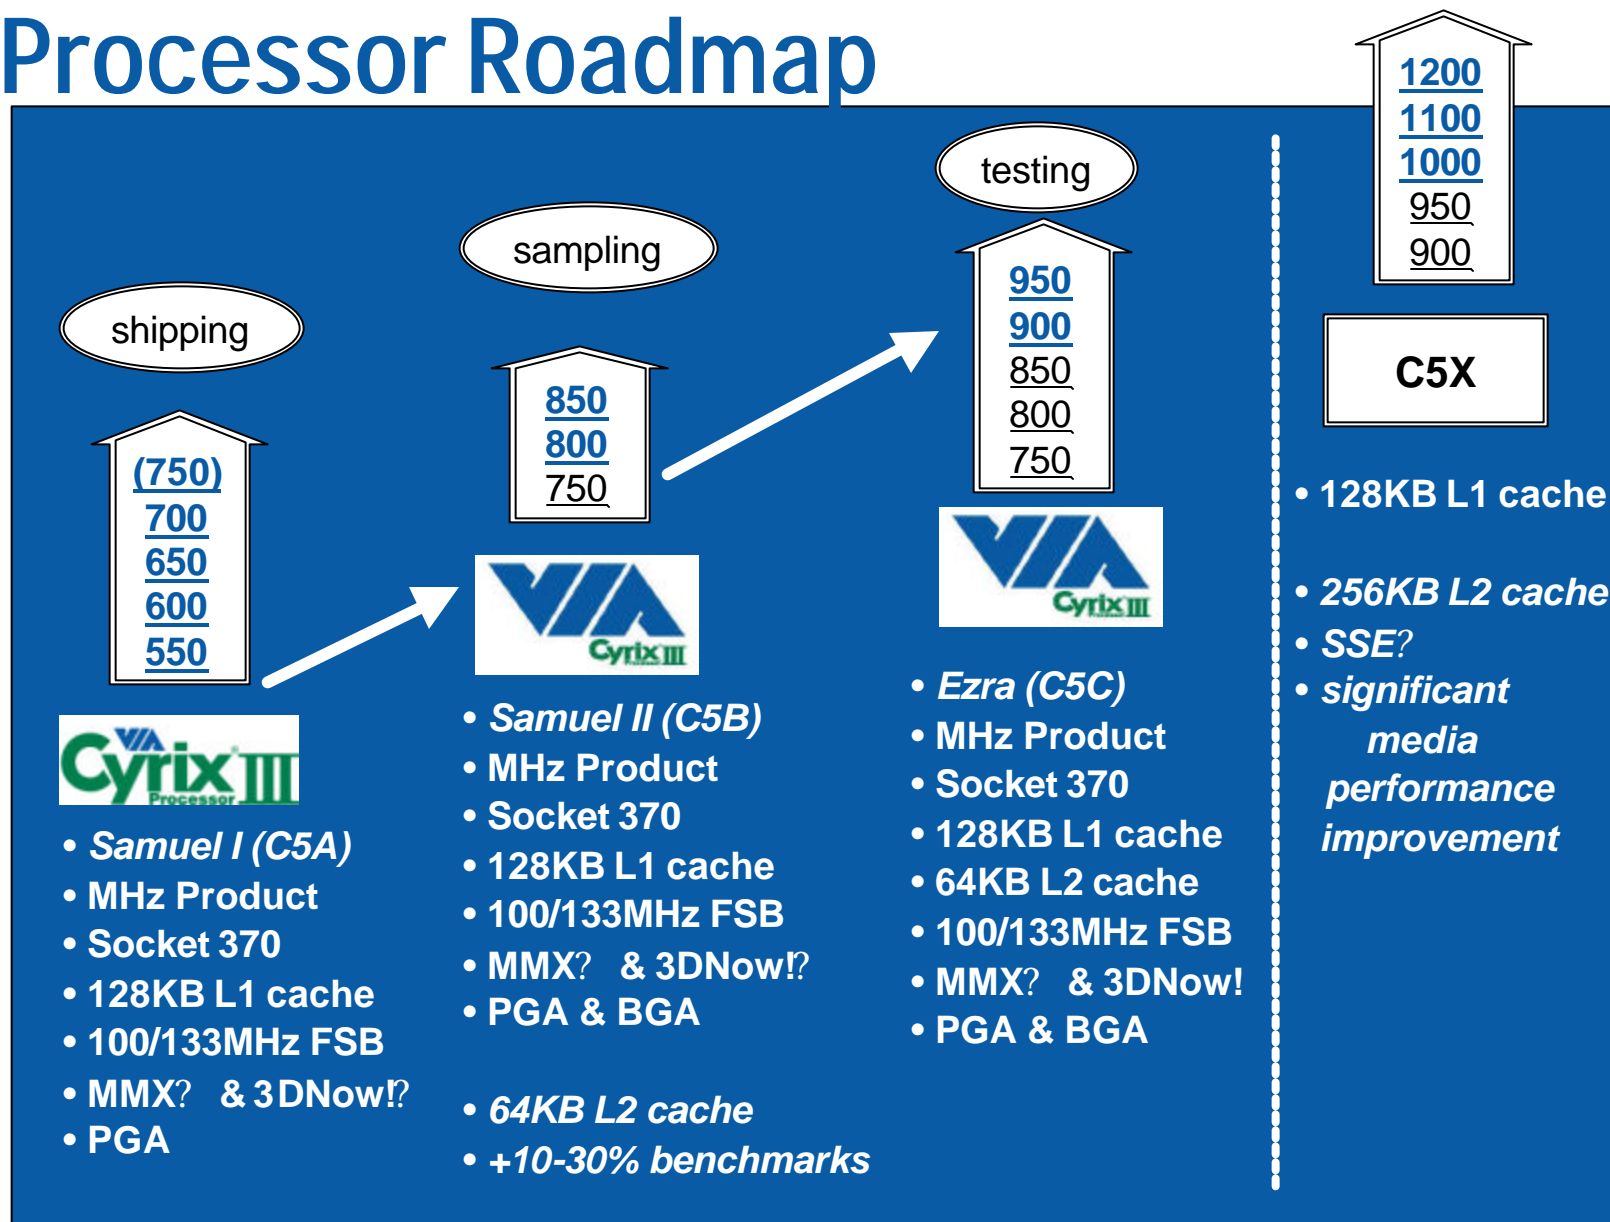 Processor Roadmap
shipping
(750)
700
650
600
550
VIA
Cyrix III
Processor
• Samuel I (C5A)
• MHz Product
• Socket 370
• 128KB L1 cache
• 100/133MHz FSB
• MMX? & 3DNow!?
• PGA
sampling
850
800
750
VIA
Cyrix III
• Samuel II (C5B)
• MHz Product
• Socket 370
• 128KB L1 cache
• 100/133MHz FSB
• MMX? & 3DNow!?
• PGA & BGA
• 64KB L2 cache
• +10-30% benchmarks
testing
950
900
850
800
750
VIA
Cyrix III
• Ezra (C5C)
• MHz Product
• Socket 370
• 128KB L1 cache
• 64KB L2 cache
• 100/133MHz FSB
• MMX? & 3DNow!
• PGA & BGA
1200
1100
1000
950
900
C5X
• 128KB L1 cache
• 256KB L2 cache
• SSE?
• significant
media
performance
improvement